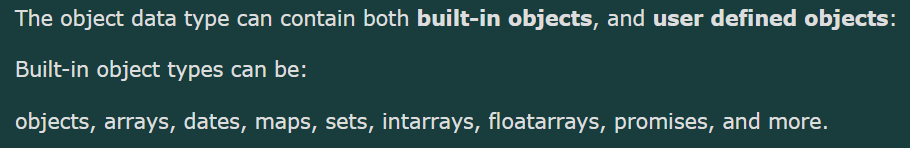 The object data type can contain both built-in objects, and user defined objects:
Built-in object types can be:
objects, arrays, dates, maps, sets, intarrays, floatarrays, promises, and more.